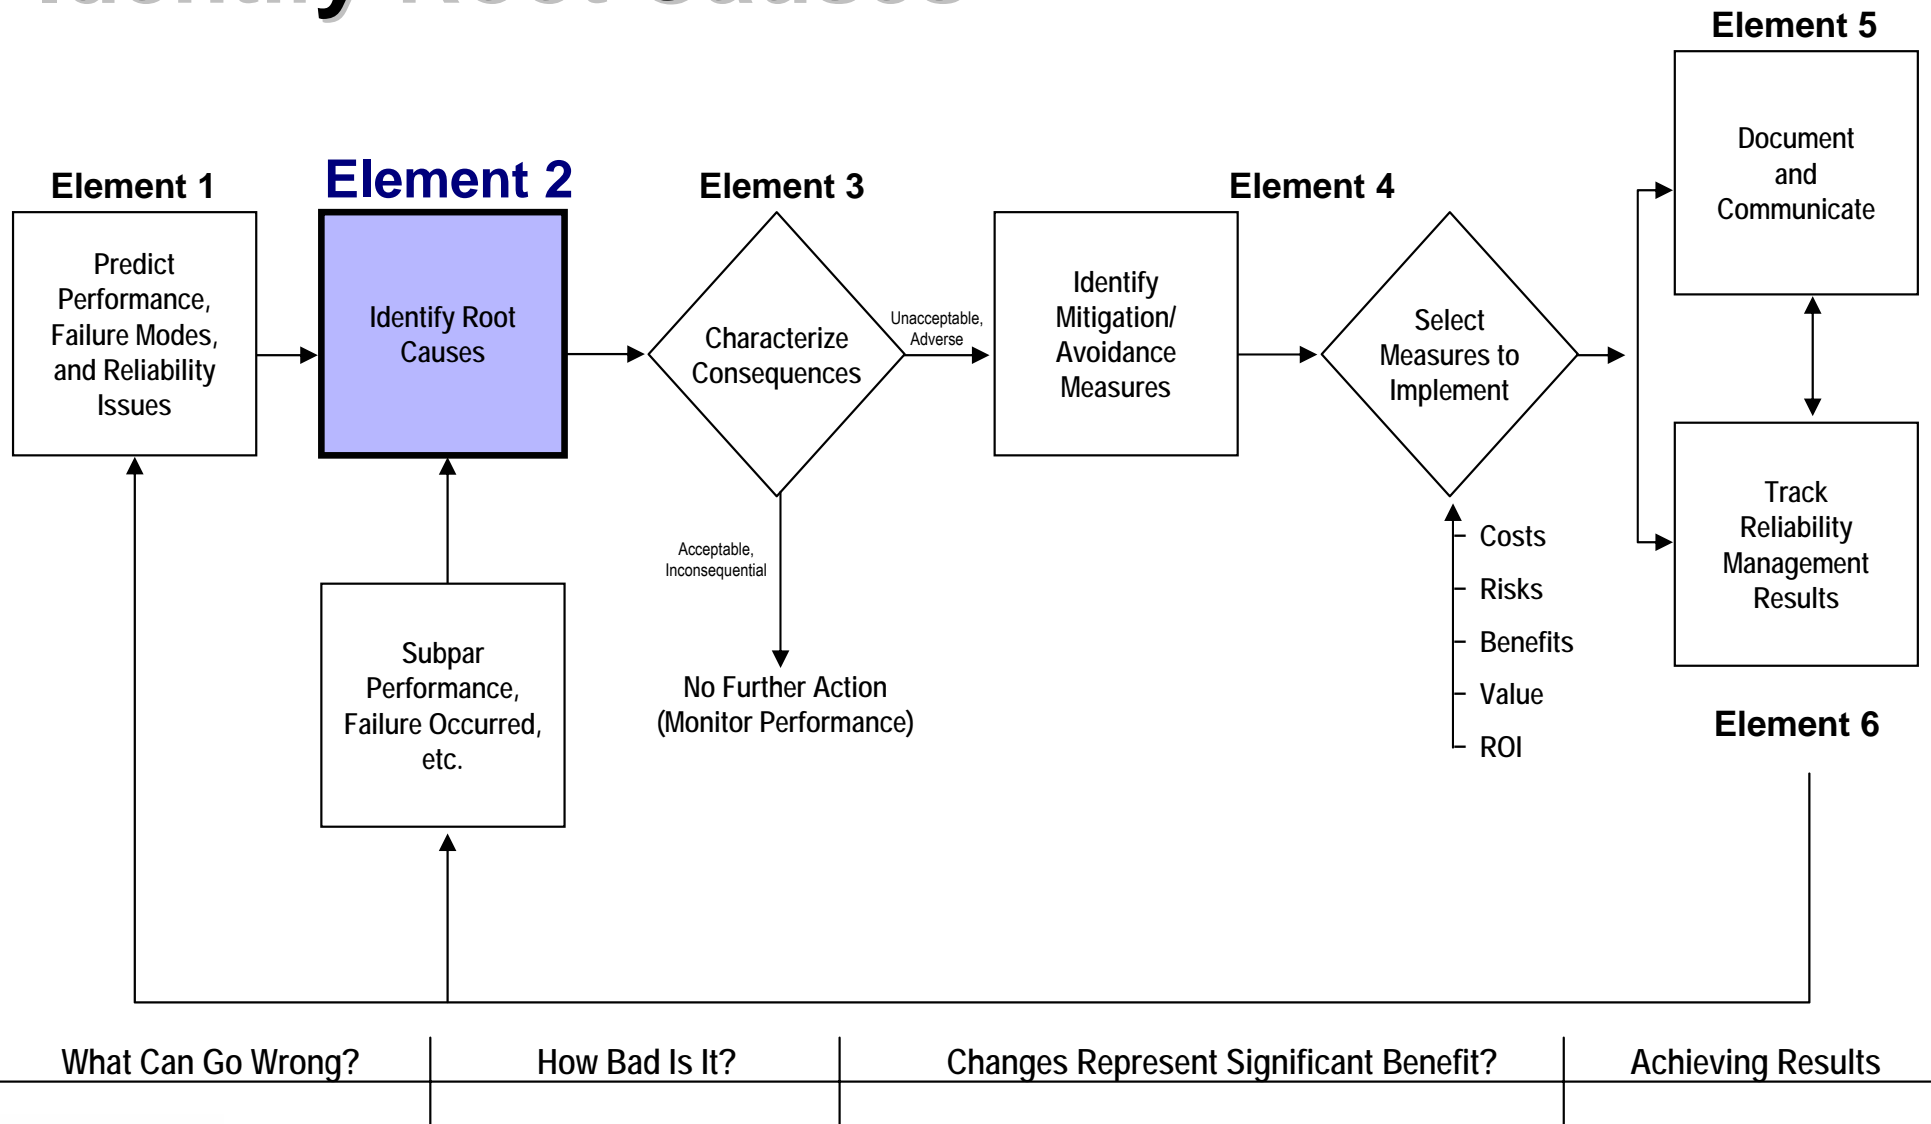 Identify Root Causes
Element 5
Document
and
Communicate
Element 1
Element 2
Element 3
Element 4
Predict
Performance,
Failure Modes,
and Reliability
Issues
Identify Root
Causes
Characterize
Consequences
Unacceptable,
Adverse
Identify
Mitigation/
Avoidance
Measures
Select
Measures to
Implement
Track
Reliability
Management
Results
Acceptable,
Inconsequential
Costs
Risks
Benefits
Value
ROI
Subpar
Performance,
Failure Occurred,
etc.
No Further Action
(Monitor Performance)
Element 6
What Can Go Wrong?
How Bad Is It?
Changes Represent Significant Benefit?
Achieving Results